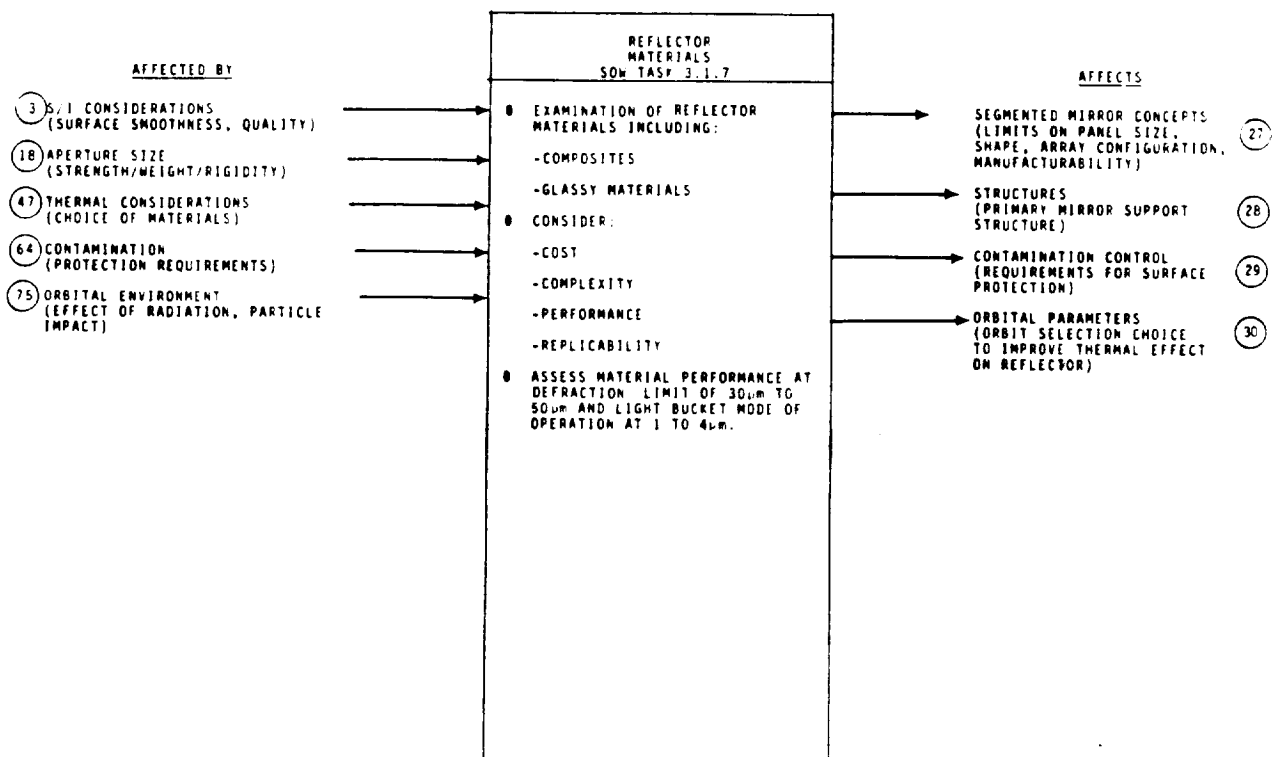 AFFECTED BY
3 S/I CONSIDERATIONS
(SURFACE SMOOTHNESS, QUALITY)
18 APERTURE SIZE
(STRENGTH/WEIGHT/RIGIDITY)
47 THERMAL CONSIDERATIONS
(CHOICE OF MATERIALS)
64 CONTAMINATION
(PROTECTION REQUIREMENTS)
75 ORBITAL ENVIRONMENT
(EFFECT OF RADIATION, PARTICLE
IMPACT)
REFLECTOR
MATERIALS
SOW TASK 3.1.7
● EXAMINATION OF REFLECTOR
MATERIALS INCLUDING:
-COMPOSITES
-GLASSY MATERIALS
● CONSIDER:
-COST
-COMPLEXITY
-PERFORMANCE
-REPLICABILITY
● ASSESS MATERIAL PERFORMANCE AT
DEFRACTION LIMIT OF 30µm TO
50µm AND LIGHT BUCKET MODE OF
OPERATION AT 1 TO 4µm.
AFFECTS
SEGMENTED MIRROR CONCEPTS
(LIMITS ON PANEL SIZE, 27
SHAPE, ARRAY CONFIGURATION,
MANUFACTURABILITY)
STRUCTURES
(PRIMARY MIRROR SUPPORT 28
STRUCTURE)
CONTAMINATION CONTROL
(REQUIREMENTS FOR SURFACE 29
PROTECTION)
ORBITAL PARAMETERS
(ORBIT SELECTION CHOICE 30
TO IMPROVE THERMAL EFFECT
ON REFLECTOR)